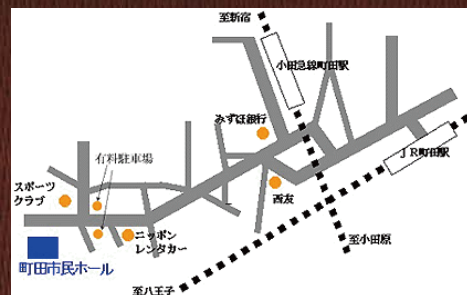 至新宿
小田急線町田駅
みずほ銀行
有料駐車場
JR町田駅
スポーツ
クラブ
西友
ニッポン
レンタカー
至小田原
町田市民ホール
至八王子